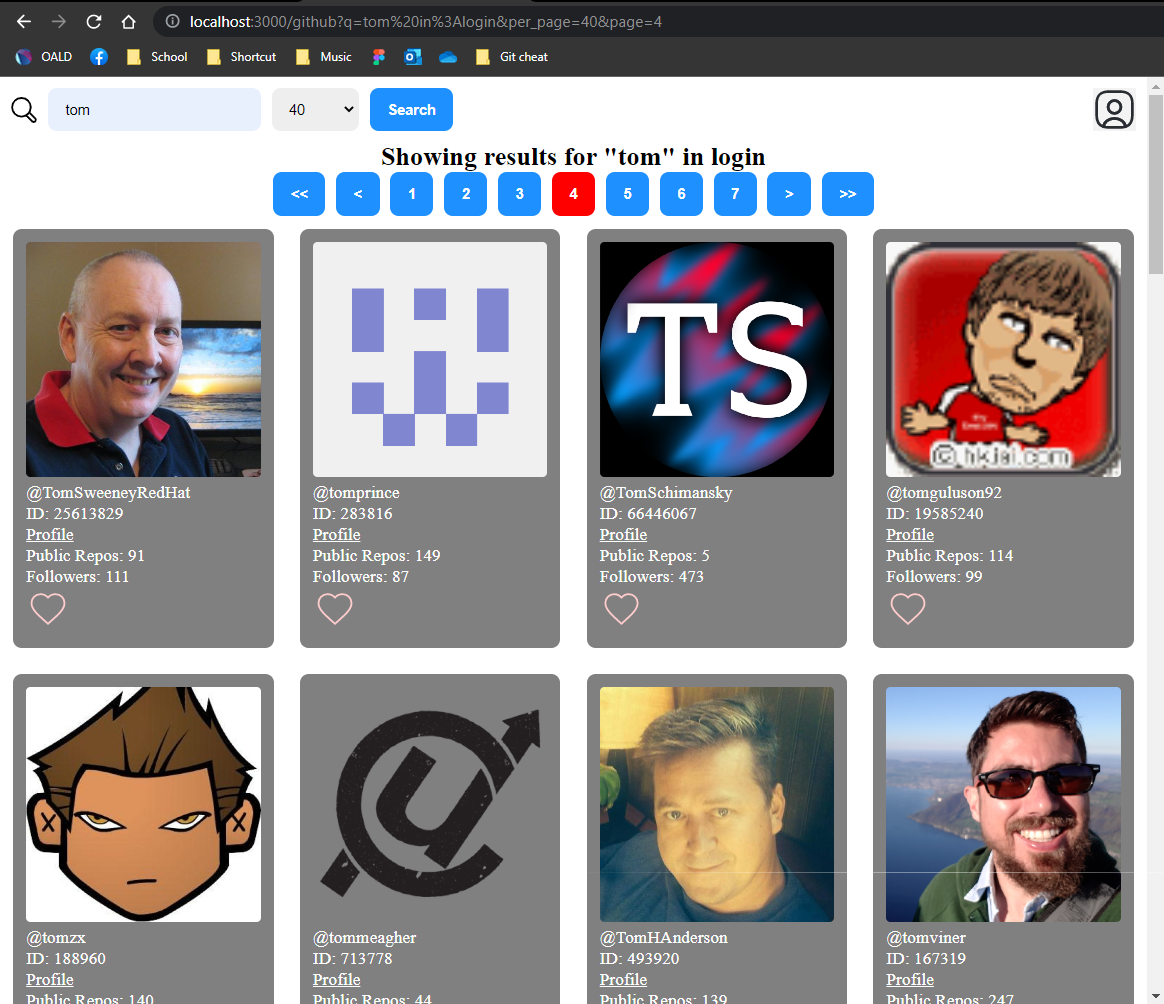 localhost:3000/github?q=tom%20in%3Alogin&per_page=40&page=4
OALD School Shortcut Music Git cheat
tom 40 Search
Showing results for "tom" in login
<< < 1 2 3 4 5 6 7 > >>
TS
© hkjai.com
@TomSweeneyRedHat
ID: 25613829
Profile
Public Repos: 91
Followers: 111
@tomprince
ID: 283816
Profile
Public Repos: 149
Followers: 87
@TomSchimansky
ID: 66446067
Profile
Public Repos: 5
Followers: 473
@tomguluson92
ID: 19585240
Profile
Public Repos: 114
Followers: 99
@tomzx
ID: 188960
Profile
Public Repos: 140
@tommeagher
ID: 713778
Profile
Public Repos: 44
@TomHAnderson
ID: 493920
Profile
Public Repos: 139
@tomviner
ID: 167319
Profile
Public Repos: 247